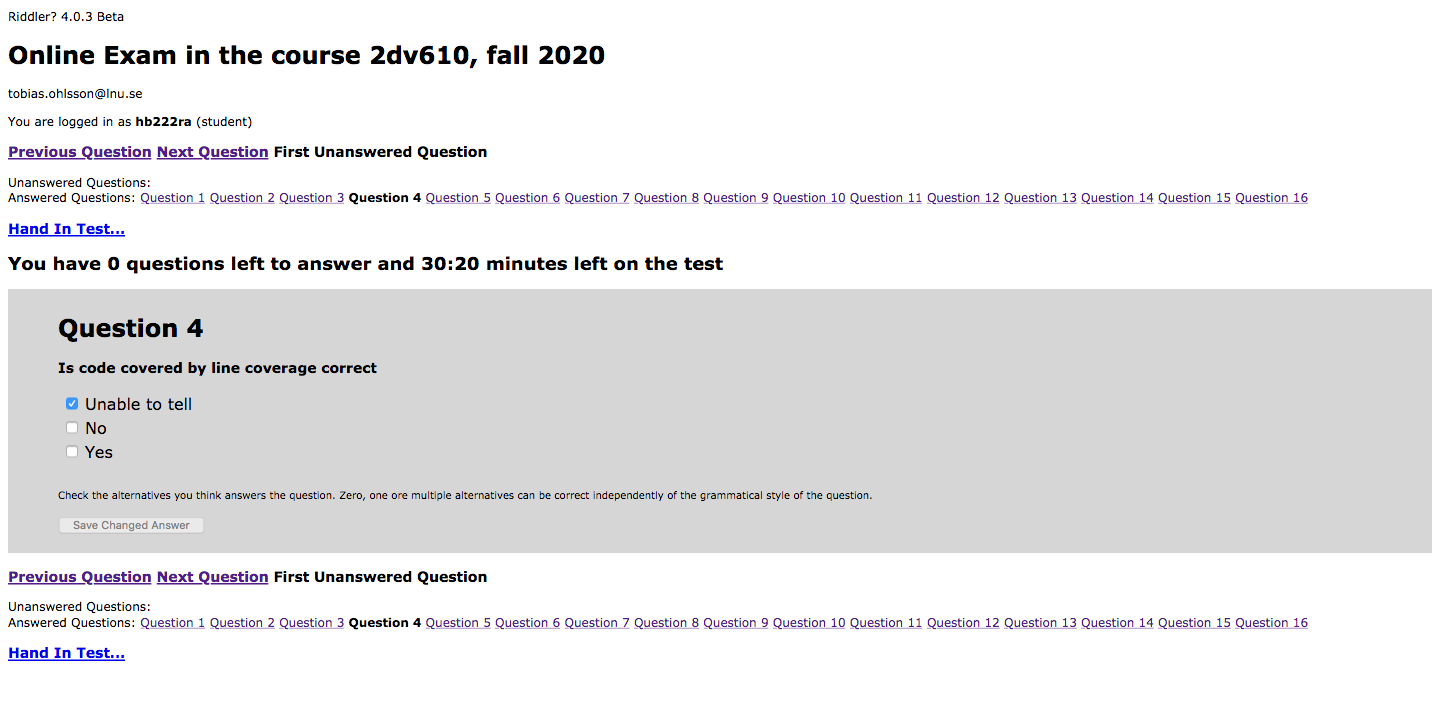 Riddler? 4.0.3 Beta
Online Exam in the course 2dv610, fall 2020
tobias.ohlsson@lnu.se
You are logged in as hb222ra (student)
Previous Question Next Question First Unanswered Question
Unanswered Questions:
Answered Questions: Question 1 Question 2 Question 3 Question 4 Question 5 Question 6 Question 7 Question 8 Question 9 Question 10 Question 11 Question 12 Question 13 Question 14 Question 15 Question 16
Hand In Test...
You have 0 questions left to answer and 30:20 minutes left on the test
Question 4
Is code covered by line coverage correct
Unable to tell
No
Yes
Check the alternatives you think answers the question. Zero, one ore multiple alternatives can be correct independently of the grammatical style of the question.
Save Changed Answer
Previous Question Next Question First Unanswered Question
Unanswered Questions:
Answered Questions: Question 1 Question 2 Question 3 Question 4 Question 5 Question 6 Question 7 Question 8 Question 9 Question 10 Question 11 Question 12 Question 13 Question 14 Question 15 Question 16
Hand In Test...